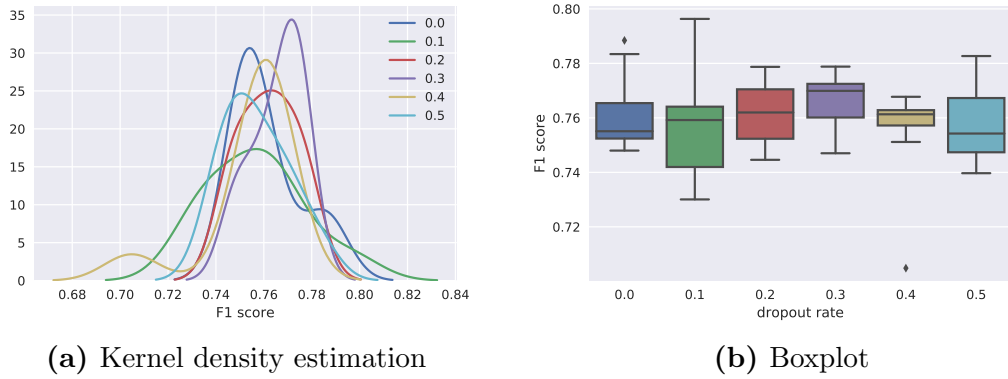 35
30
25
20
15
10
5
0
0.68 0.70 0.72 0.74 0.76 0.78 0.80 0.82 0.84
F1 score
0.0
0.1
0.2
0.3
0.4
0.5
(a) Kernel density estimation
0.80
0.78
0.76
0.74
0.72
F1 score
0.0 0.1 0.2 0.3 0.4 0.5
dropout rate
(b) Boxplot